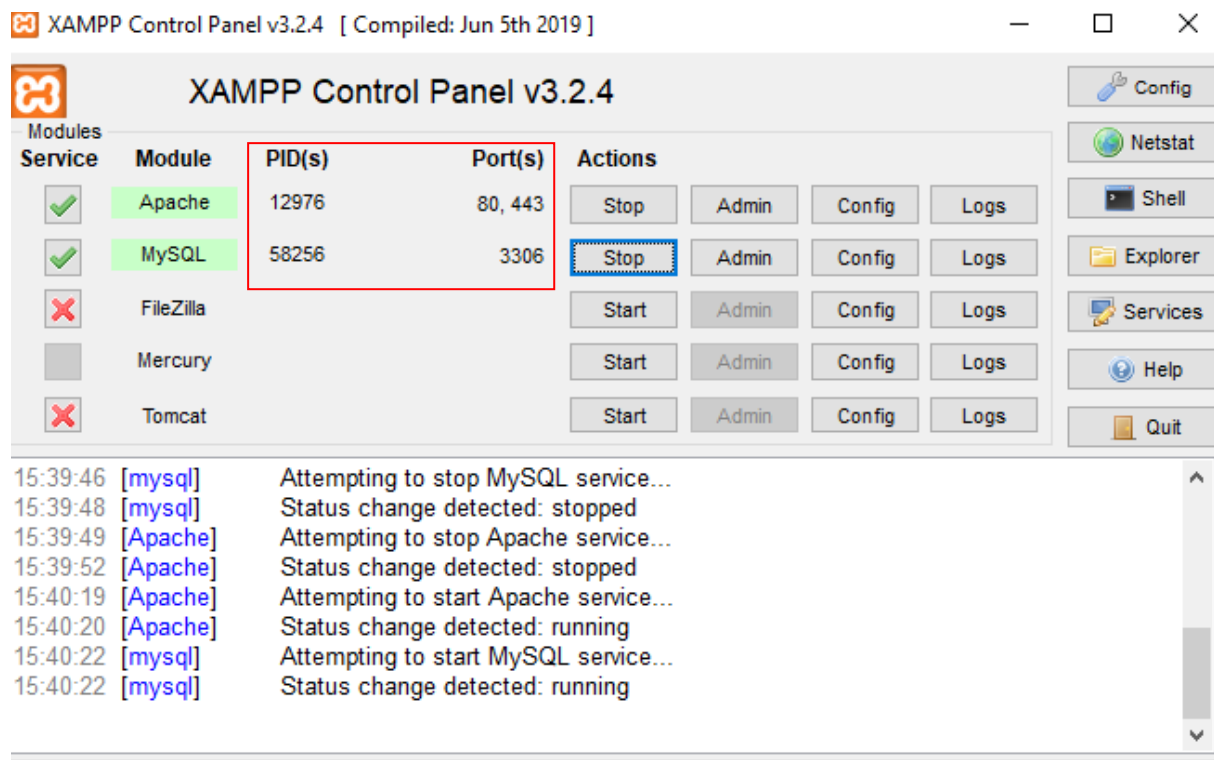 XAMPP Control Panel v3.2.4 [ Compiled: Jun 5th 2019 ]
XAMPP Control Panel v3.2.4
Config
Modules
Netstat
Service Module PID(s) Port(s) Actions
Apache 12976 80, 443 Stop Admin Config Logs
Shell
MySQL 58256 3306 Stop Admin Config Logs
Explorer
FileZilla Start Admin Config Logs
Services
Mercury Start Admin Config Logs
Help
Tomcat Start Admin Config Logs
Quit
15:39:46 [mysql] Attempting to stop MySQL service...
15:39:48 [mysql] Status change detected: stopped
15:39:49 [Apache] Attempting to stop Apache service...
15:39:52 [Apache] Status change detected: stopped
15:40:19 [Apache] Attempting to start Apache service...
15:40:20 [Apache] Status change detected: running
15:40:22 [mysql] Attempting to start MySQL service...
15:40:22 [mysql] Status change detected: running